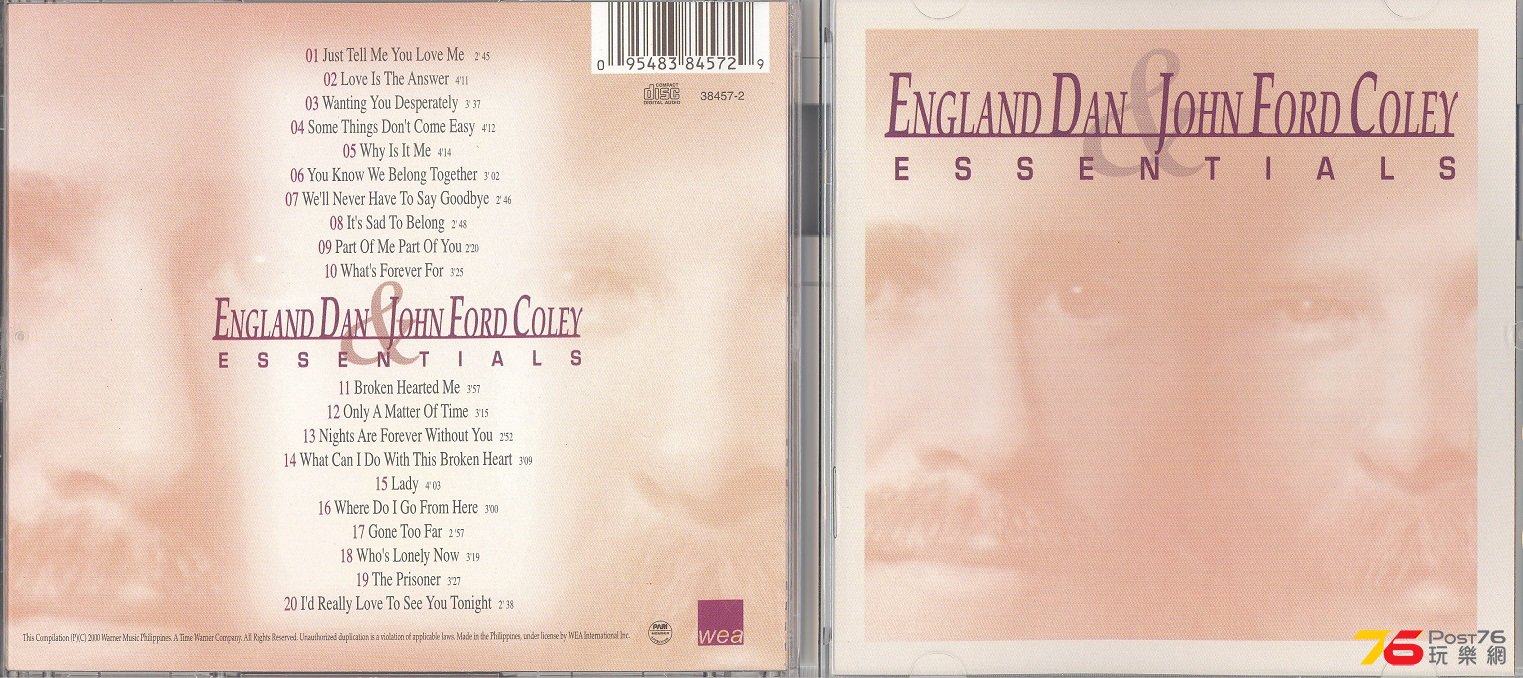 01 Just Tell Me You Love Me 2'45
02 Love Is The Answer 4'11
03 Wanting You Desperately 3'37
04 Some Things Don't Come Easy 4'12
05 Why Is It Me 4'14
06 You Know We Belong Together 3'02
07 We'll Never Have To Say Goodbye 2'46
08 It's Sad To Belong 2'48
09 Part Of Me Part Of You 2'20
10 What's Forever For 3'25
ENGLAND DAN & JOHN FORD COLEY
ESSENTIALS
11 Broken Hearted Me 3'57
12 Only A Matter Of Time 3'15
13 Nights Are Forever Without You 2'52
14 What Can I Do With This Broken Heart 3'09
15 Lady 4'03
16 Where Do I Go From Here 3'00
17 Gone Too Far 2'57
18 Who's Lonely Now 3'19
19 The Prisoner 3'27
20 I'd Really Love To See You Tonight 2'38
This Compilation (P)/(C) 2000 Warner Music Philippines. A Time Warner Company. All Rights Reserved. Unauthorized duplication is a violation of applicable laws. Made in the Philippines, under license by WEA International Inc.
PARI
wea
0 95483 84572 9
COMPACT
disc
DIGITAL AUDIO
38457-2
ENGLAND DAN & JOHN FORD COLEY
ESSENTIALS
76 POST76
玩樂網